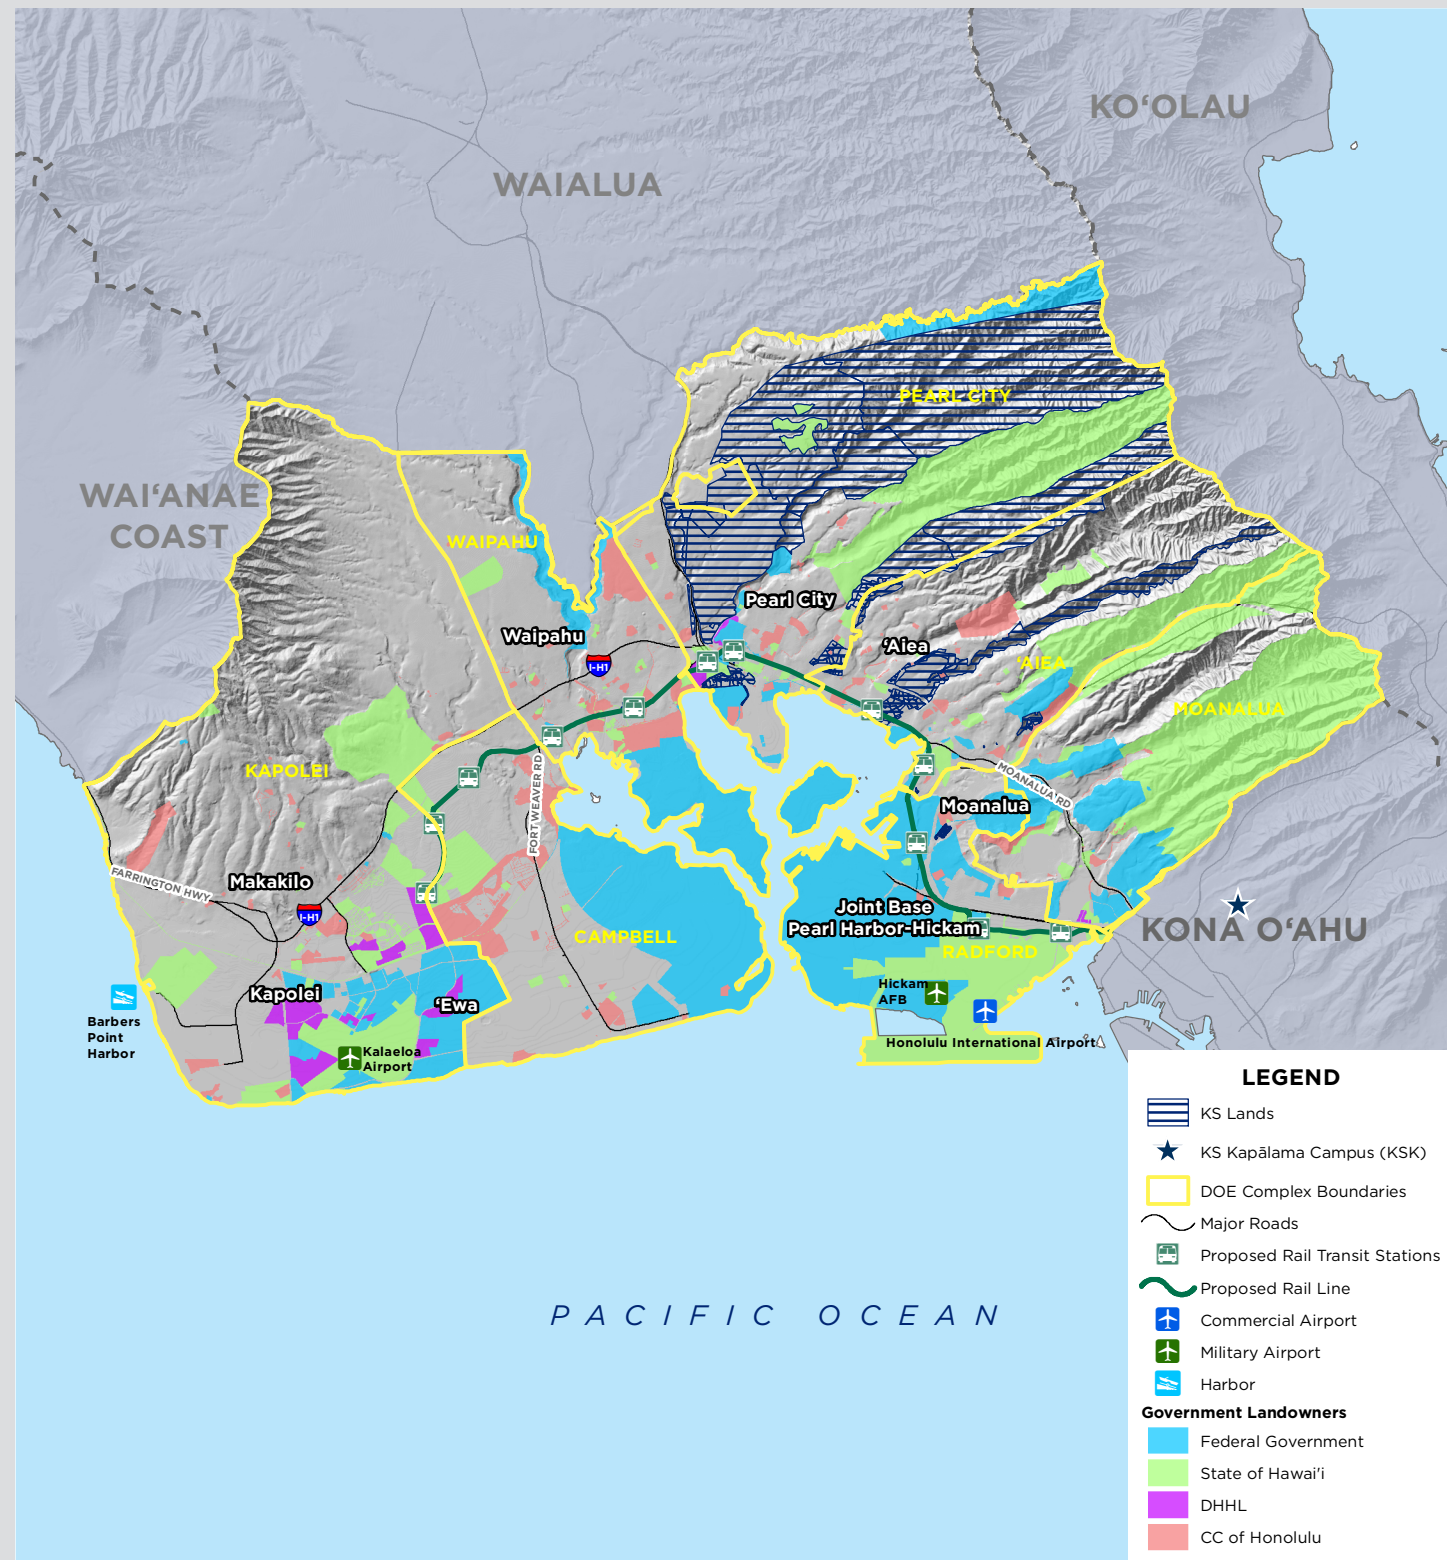 KO‘OLAU
WAIALUA
PEARL CITY
WAI‘ANAE
COAST
WAIPAHU
Pearl City
Waipahu
‘Aiea
I-H1
‘AIEA
MOANALUA
KAPOLEI
MOANALUA RD
FORT WEAVER RD
Moanalua
FARRINGTON HWY
Makakilo
I-H1
Joint Base
Pearl Harbor-Hickam
KONA O‘AHU
CAMPBELL
RADFORD
Kapolei
‘Ewa
Hickam
AFB
Barbers
Point
Harbor
Kalaeloa
Airport
Honolulu International Airport
PACIFIC OCEAN
LEGEND
KS Lands
KS Kapālama Campus (KSK)
DOE Complex Boundaries
Major Roads
Proposed Rail Transit Stations
Proposed Rail Line
Commercial Airport
Military Airport
Harbor
Government Landowners
Federal Government
State of Hawai'i
DHHL
CC of Honolulu